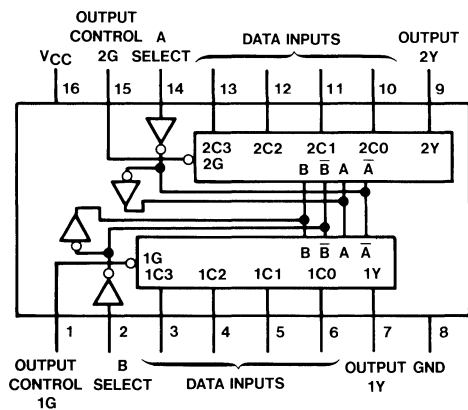 OUTPUT
CONTROL A DATA INPUTS OUTPUT
VCC 2G SELECT 2Y
16 15 14 13 12 11 10 9
2C3 2C2 2C1 2C0 2Y
2G B B̅ A A̅
1G B B̅ A A̅
1C3 1C2 1C1 1C0 1Y
1 2 3 4 5 6 7 8
OUTPUT B DATA INPUTS OUTPUT GND
CONTROL SELECT 1Y
1G